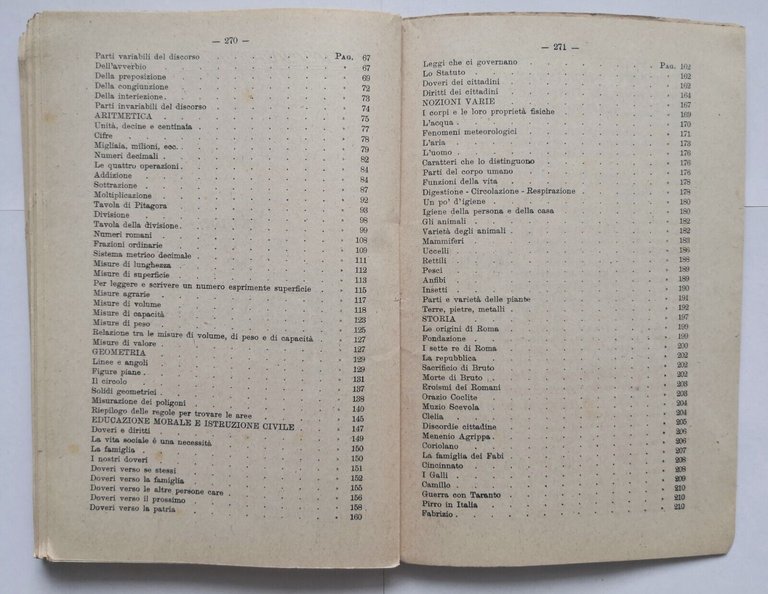 — 270 —
Parti variabili del discorso . . . Pag. 67
Dell'avverbio . . . » 67
Della preposizione . . . » 69
Della congiunzione . . . » 72
Della interiezione . . . » 73
Parti invariabili del discorso . . . » 74
ARITMETICA . . . » 75
Unità, decine e centinaia . . . » 77
Cifre . . . » 78
Migliaia, milioni, ecc. . . . » 79
Numeri decimali . . . » 82
Le quattro operazioni . . . » 84
Addizione . . . » 84
Sottrazione . . . » 87
Moltiplicazione . . . » 92
Tavola di Pitagora . . . » 93
Divisione . . . » 98
Tavola della divisione . . . » 99
Numeri romani . . . » 108
Frazioni ordinarie . . . » 109
Sistema metrico decimale . . . » 111
Misure di lunghezza . . . » 112
Misure di superficie . . . » 113
Per leggere e scrivere un numero esprimente superficie . . . » 115
Misure agrarie . . . » 117
Misure di volume . . . » 118
Misure di capacità . . . » 123
Misure di peso . . . » 125
Relazione tra le misure di volume, di peso e di capacità . . . » 127
Misure di valore . . . » 127
GEOMETRIA . . . » 129
Linee e angoli . . . » 129
Figure piane . . . » 131
Il circolo . . . » 137
Solidi geometrici . . . » 138
Misurazione dei poligoni . . . » 140
Riepilogo delle regole per trovare le aree . . . » 145
EDUCAZIONE MORALE E ISTRUZIONE CIVILE . . . » 147
Doveri e diritti . . . » 149
La vita sociale è una necessità . . . » 150
La famiglia . . . » 150
I nostri doveri . . . » 151
Doveri verso se stessi . . . » 152
Doveri verso la famiglia . . . » 155
Doveri verso le altre persone care . . . » 156
Doveri verso il prossimo . . . » 158
Doveri verso la patria . . . » 160
— 271 —
Leggi che ci governano . . . Pag. 162
Lo Statuto . . . » 162
Doveri dei cittadini . . . » 162
Diritti dei cittadini . . . » 164
NOZIONI VARIE . . . » 167
I corpi e le loro proprietà fisiche . . . » 169
L'acqua . . . » 170
Fenomeni meteorologici . . . » 171
L'aria . . . » 173
L'uomo . . . » 176
Caratteri che lo distinguono . . . » 176
Parti del corpo umano . . . » 176
Funzioni della vita . . . » 178
Digestione - Circolazione - Respirazione . . . » 178
Un po' d'igiene . . . » 180
Igiene della persona e della casa . . . » 180
Gli animali . . . » 182
Varietà degli animali . . . » 182
Mammiferi . . . » 183
Uccelli . . . » 186
Rettili . . . » 188
Pesci . . . » 189
Anfibi . . . » 189
Insetti . . . » 190
Parti e varietà delle piante . . . » 191
Terre, pietre, metalli . . . » 192
STORIA . . . » 197
Le origini di Roma . . . » 199
Fondazione . . . » 199
I sette re di Roma . . . » 200
La repubblica . . . » 202
Sacrificio di Bruto . . . » 202
Morte di Bruto . . . » 202
Eroismi dei Romani . . . » 203
Orazio Coclite . . . » 203
Muzio Scevola . . . » 204
Clelia . . . » 204
Discordie cittadine . . . » 205
Menenio Agrippa . . . » 206
Coriolano . . . » 206
La famiglia dei Fabi . . . » 207
Cincinnato . . . » 208
I Galli . . . » 208
Camillo . . . » 209
Guerra con Taranto . . . » 210
Pirro in Italia . . . » 210
Fabrizio . . . » 210